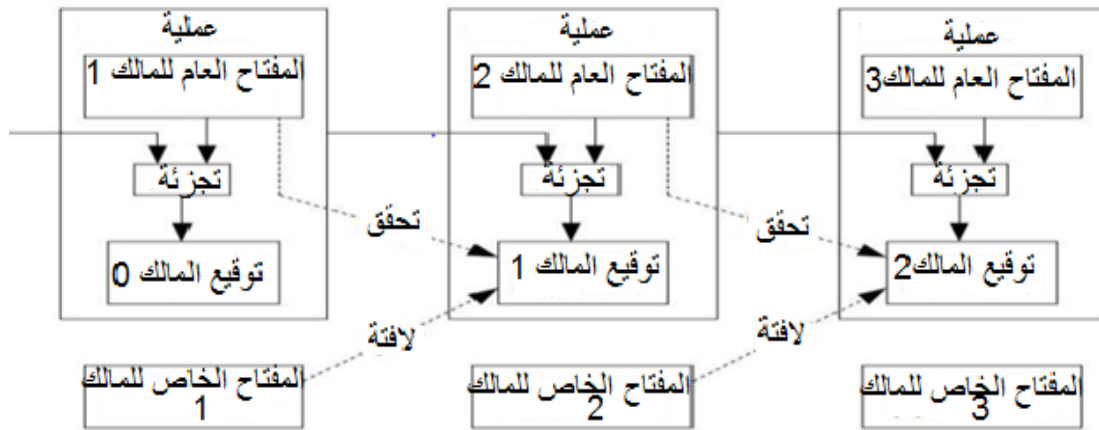 عملية
المفتاح العام للمالك 1
تجزئة
توقيع المالك 0
المفتاح الخاص للمالك
1
عملية
المفتاح العام للمالك 2
تجزئة
تحقق
توقيع المالك 1
لافتة
المفتاح الخاص للمالك
2
عملية
المفتاح العام للمالك3
تجزئة
تحقق
توقيع المالك2
لافتة
المفتاح الخاص للمالك
3